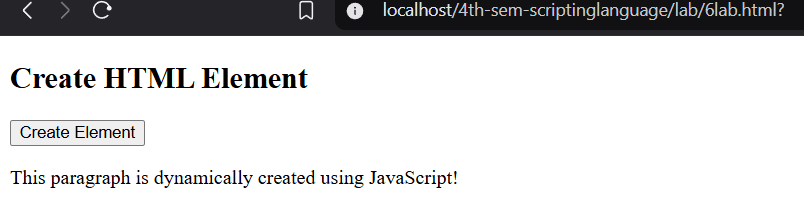 localhost/4th-sem-scriptinglanguage/lab/6lab.html?
Create HTML Element
Create Element
This paragraph is dynamically created using JavaScript!